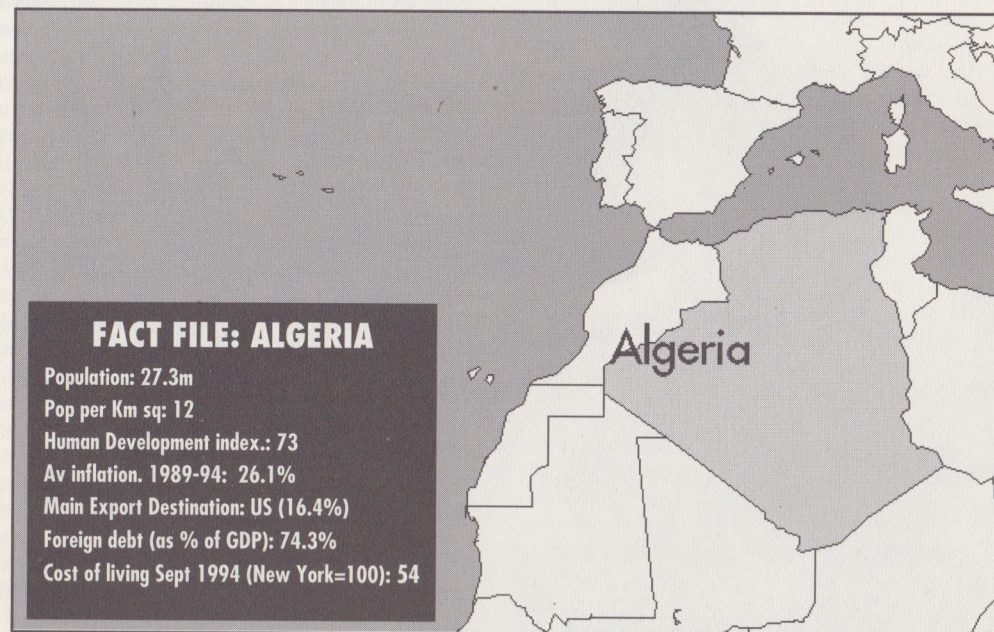 FACT FILE: ALGERIA
Population: 27.3m
Pop per Km sq: 12
Human Development index.: 73
Av inflation. 1989-94: 26.1%
Main Export Destination: US (16.4%)
Foreign debt (as % of GDP): 74.3%
Cost of living Sept 1994 (New York=100): 54
Algeria